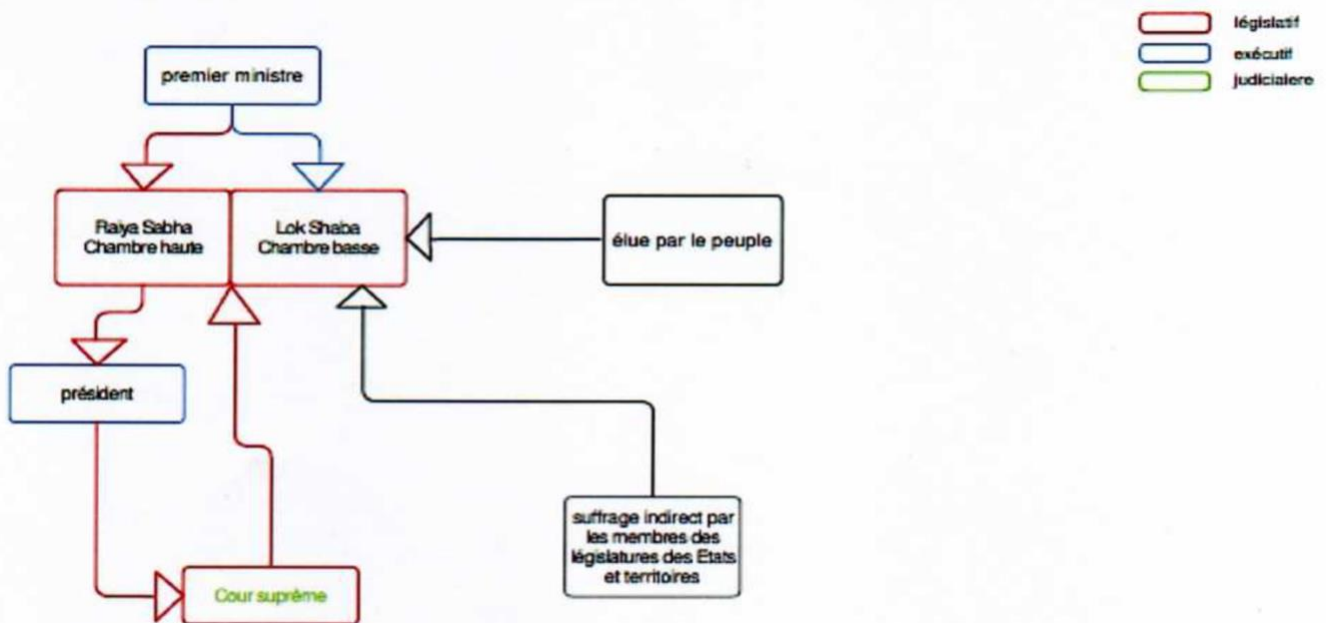 législatif
exécutif
judicialere
premier ministre
Raiya Sabha
Chambre haute
Lok Shaba
Chambre basse
élue par le peuple
président
suffrage indirect par
les membres des
législatures des Etats
et territoires
Cour suprême